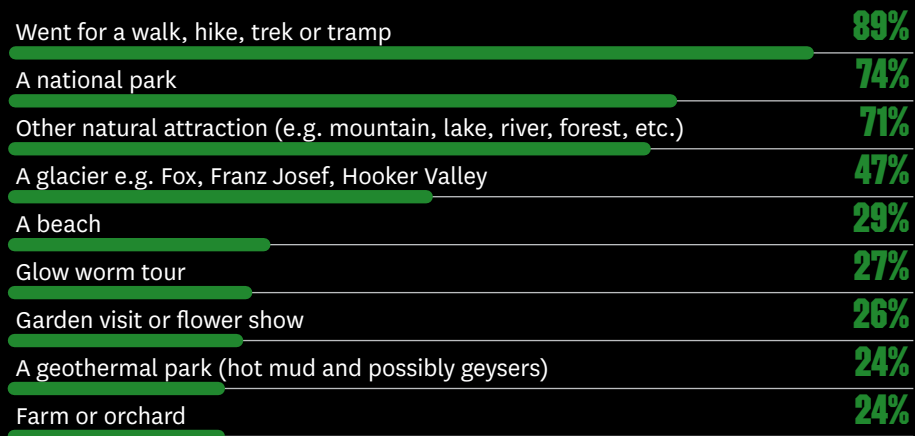 Went for a walk, hike, trek or tramp 89%
A national park 74%
Other natural attraction (e.g. mountain, lake, river, forest, etc.) 71%
A glacier e.g. Fox, Franz Josef, Hooker Valley 47%
A beach 29%
Glow worm tour 27%
Garden visit or flower show 26%
A geothermal park (hot mud and possibly geysers) 24%
Farm or orchard 24%